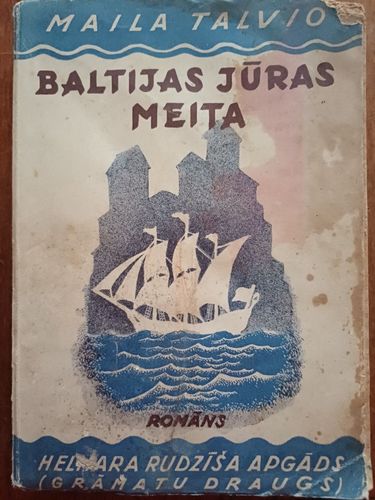 MAILA TALVIO
BALTIJAS JŪRAS
MEITA
ROMĀNS
HELMARA RUDZĪŠA APGĀDS
(GRĀMATU DRAUGS)